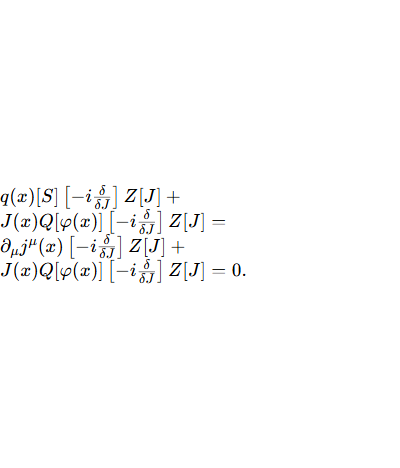 q(x)[S] [−i δ/δJ] Z[J] +
J(x)Q[φ(x)] [−i δ/δJ] Z[J] =
∂_μ j^μ(x) [−i δ/δJ] Z[J] +
J(x)Q[φ(x)] [−i δ/δJ] Z[J] = 0.